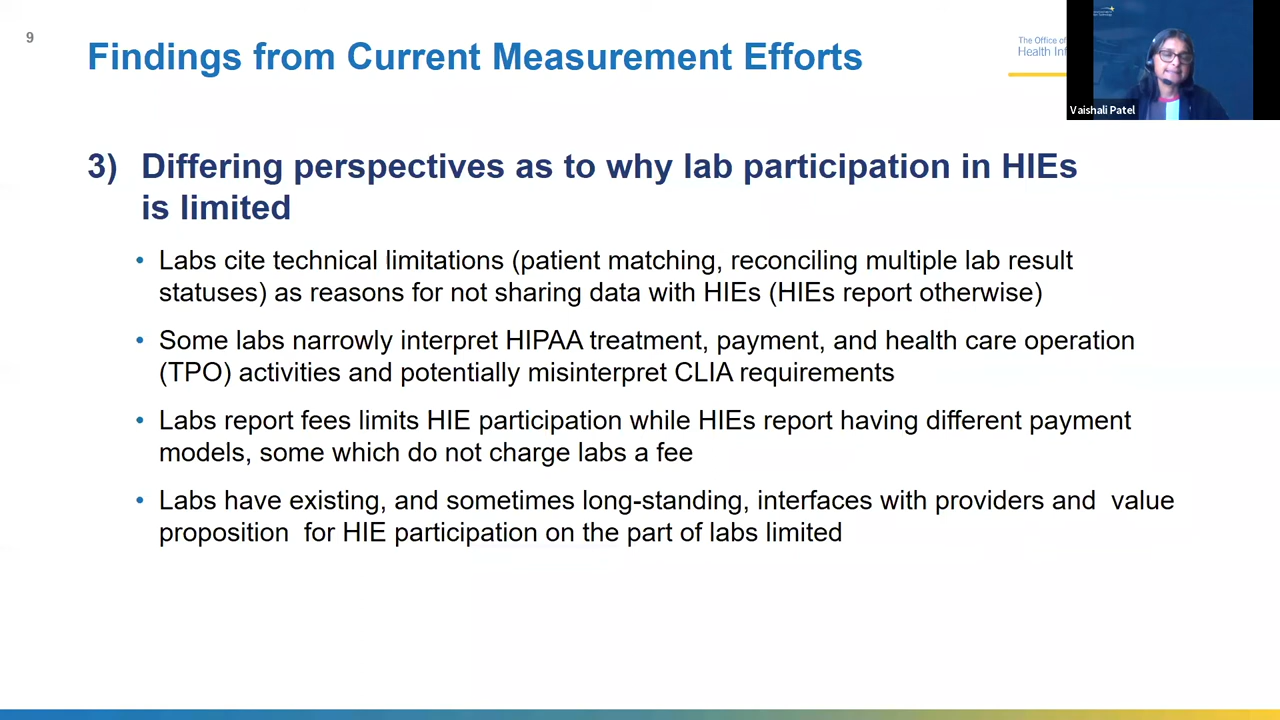 9
Findings from Current Measurement Efforts
The Office of
Health Inf
Vaishali Patel
3) Differing perspectives as to why lab participation in HIEs
is limited
• Labs cite technical limitations (patient matching, reconciling multiple lab result
statuses) as reasons for not sharing data with HIEs (HIEs report otherwise)
• Some labs narrowly interpret HIPAA treatment, payment, and health care operation
(TPO) activities and potentially misinterpret CLIA requirements
• Labs report fees limits HIE participation while HIEs report having different payment
models, some which do not charge labs a fee
• Labs have existing, and sometimes long-standing, interfaces with providers and  value
proposition  for HIE participation on the part of labs limited